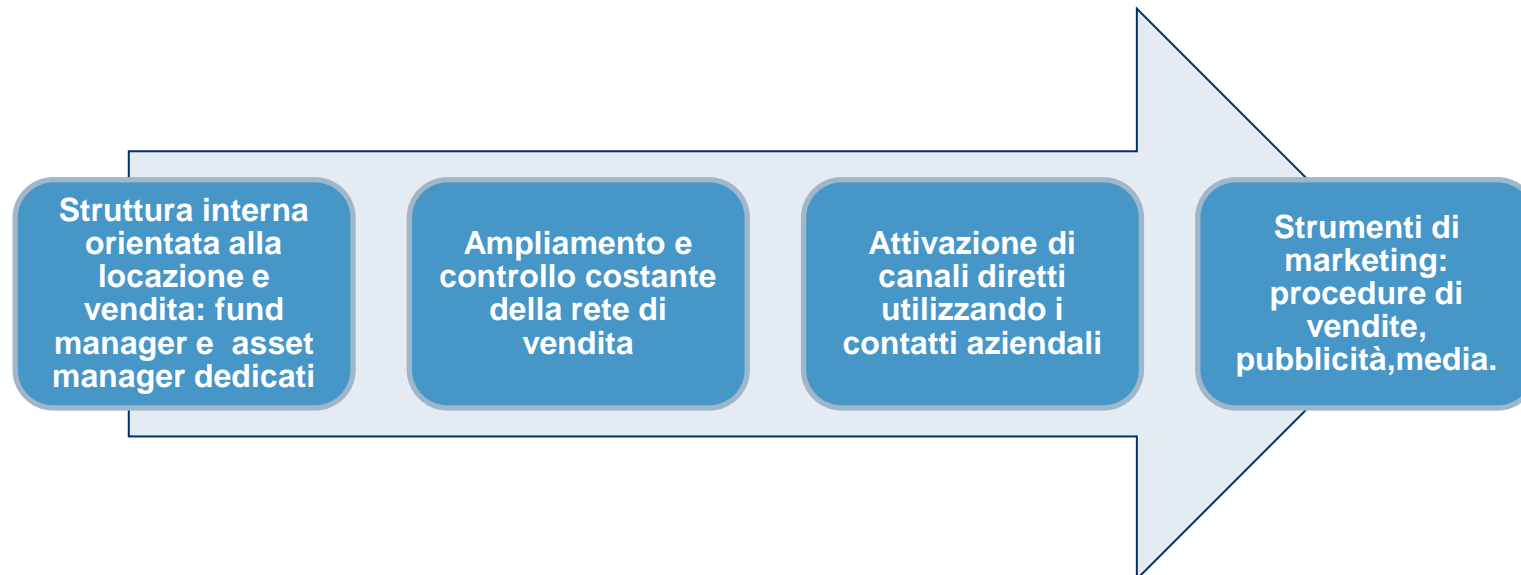 Struttura interna
orientata alla
locazione e
vendita: fund
manager e  asset
manager dedicati
Ampliamento e
controllo costante
della rete di
vendita
Attivazione di
canali diretti
utilizzando i
contatti aziendali
Strumenti di
marketing:
procedure di
vendite,
pubblicità,media.